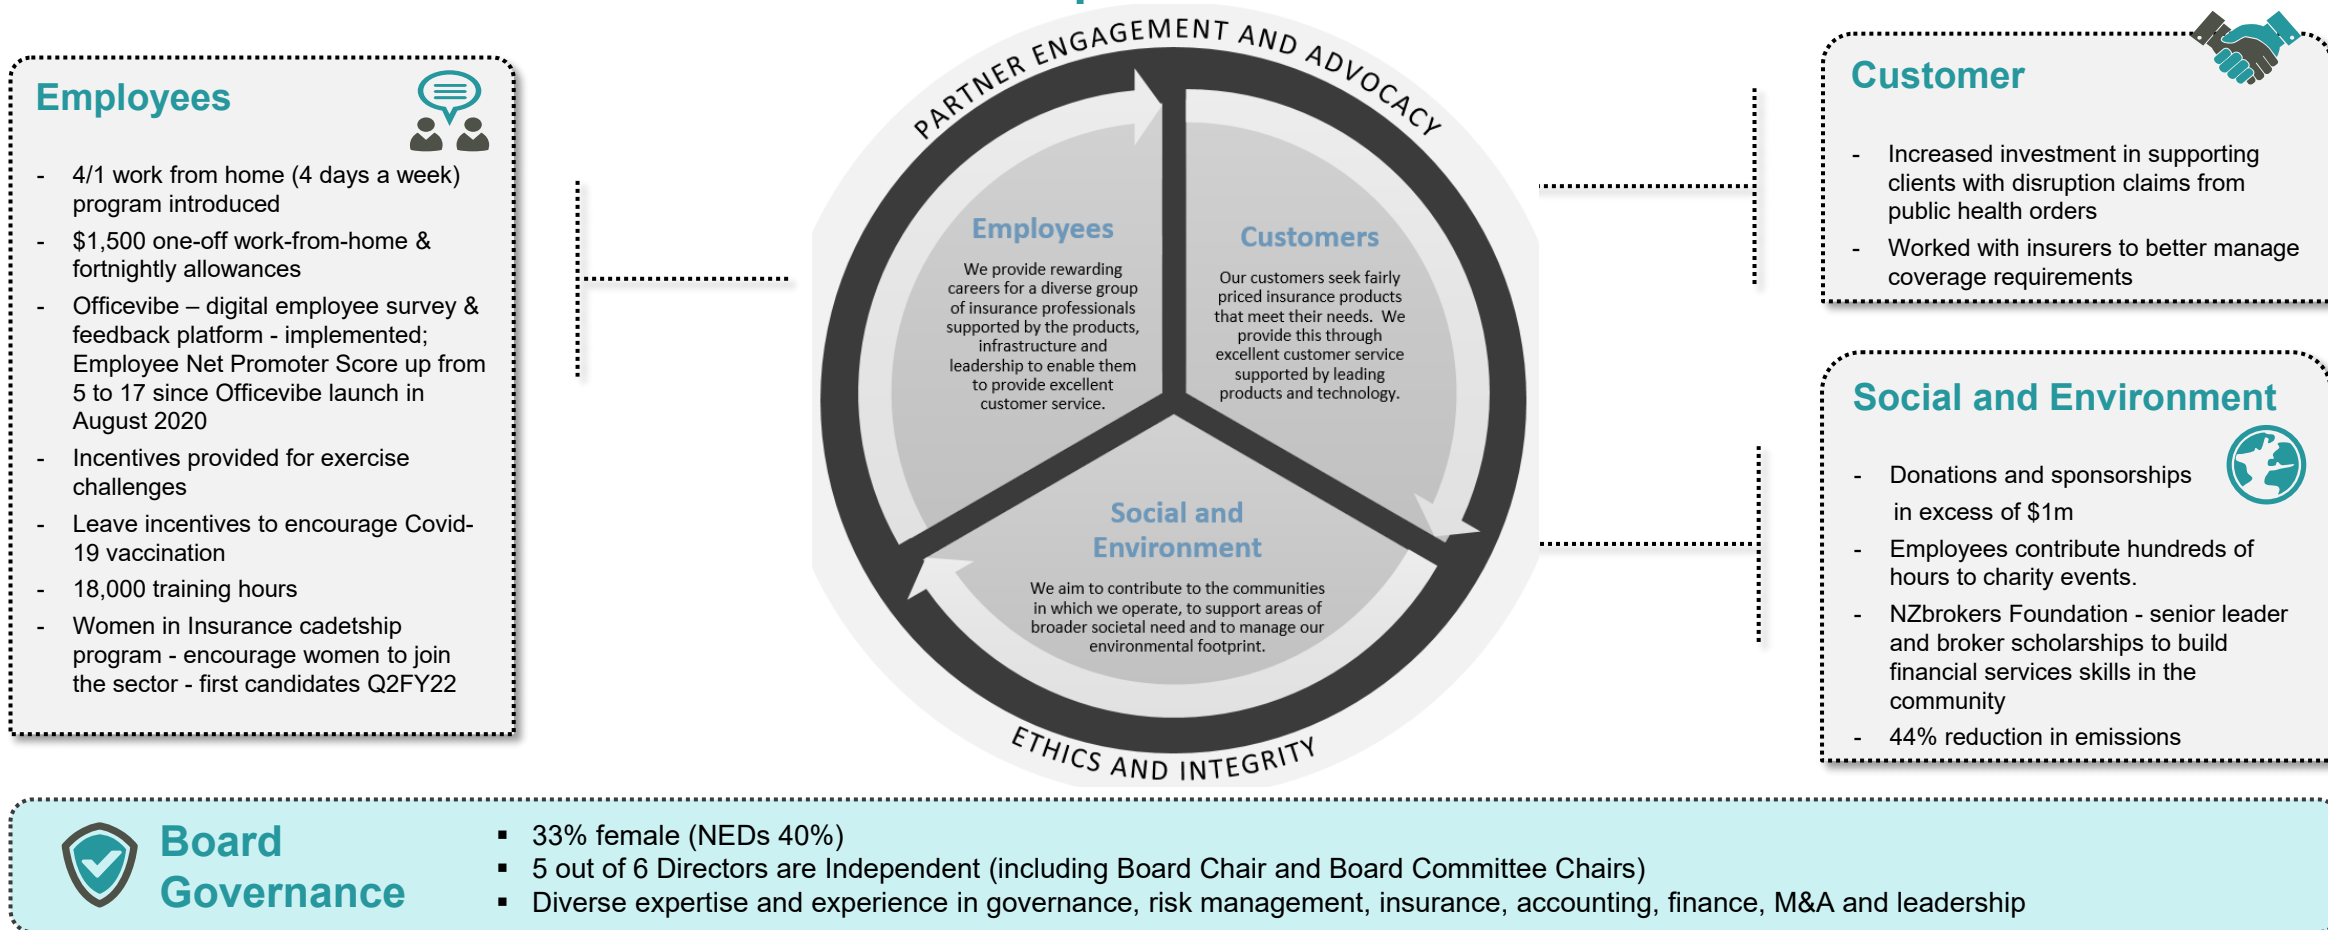 PARTNER ENGAGEMENT AND ADVOCACY
Employees
- 4/1 work from home (4 days a week)
program introduced
- $1,500 one-off work-from-home &
fortnightly allowances
- Officevibe – digital employee survey &
feedback platform - implemented;
Employee Net Promoter Score up from
5 to 17 since Officevibe launch in
August 2020
- Incentives provided for exercise
challenges
- Leave incentives to encourage Covid-
19 vaccination
- 18,000 training hours
- Women in Insurance cadetship
program - encourage women to join
the sector - first candidates Q2FY22
Employees
We provide rewarding
careers for a diverse group
of insurance professionals
supported by the products,
infrastructure and
leadership to enable them
to provide excellent
customer service.
Customers
Our customers seek fairly
priced insurance products
that meet their needs. We
provide this through
excellent customer service
supported by leading
products and technology.
Social and
Environment
We aim to contribute to the communities
in which we operate, to support areas of
broader societal need and to manage our
environmental footprint.
ETHICS AND INTEGRITY
Customer
- Increased investment in supporting
clients with disruption claims from
public health orders
- Worked with insurers to better manage
coverage requirements
Social and Environment
- Donations and sponsorships
in excess of $1m
- Employees contribute hundreds of
hours to charity events.
- NZbrokers Foundation - senior leader
and broker scholarships to build
financial services skills in the
community
- 44% reduction in emissions
Board
Governance
▪ 33% female (NEDs 40%)
▪ 5 out of 6 Directors are Independent (including Board Chair and Board Committee Chairs)
▪ Diverse expertise and experience in governance, risk management, insurance, accounting, finance, M&A and leadership